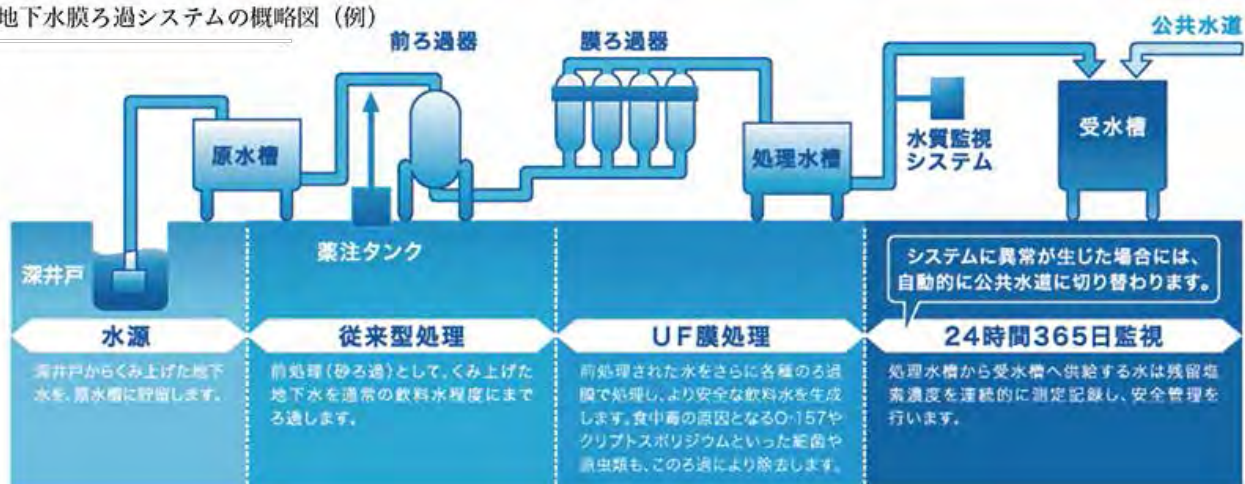 地下水膜ろ過システムの概略図（例）
前ろ過器
膜ろ過器
公共水道
原水槽
処理水槽
水質監視
システム
受水槽
深井戸
薬注タンク
システムに異常が生じた場合には、
自動的に公共水道に切り替わります。
水源
従来型処理
UF膜処理
24時間365日監視
深井戸からくみ上げた地下
水を、原水槽に貯留します。
前処理(砂ろ過)として、くみ上げた
地下水を通常の飲料水程度にまで
ろ過します。
前処理された水をさらに各種のろ過
膜で処理し、より安全な飲料水を生成
します。食中毒の原因となるO-157や
クリプトスポリジウムといった細菌や
原虫類も、このろ過により除去します。
処理水槽から受水槽へ供給する水は残留塩
素濃度を連続的に測定記録し、安全管理を
行います。